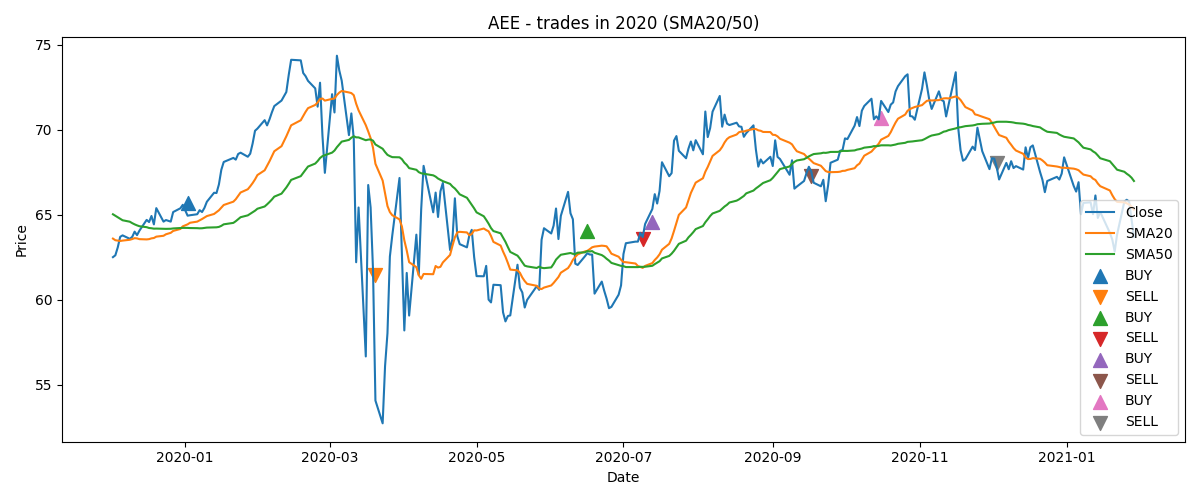 AEE - trades in 2020 (SMA20/50)
Price
75
70
65
60
55
2020-01
2020-03
2020-05
2020-07
2020-09
2020-11
2021-01
Date
Close
SMA20
SMA50
BUY
SELL
BUY
SELL
BUY
SELL
BUY
SELL